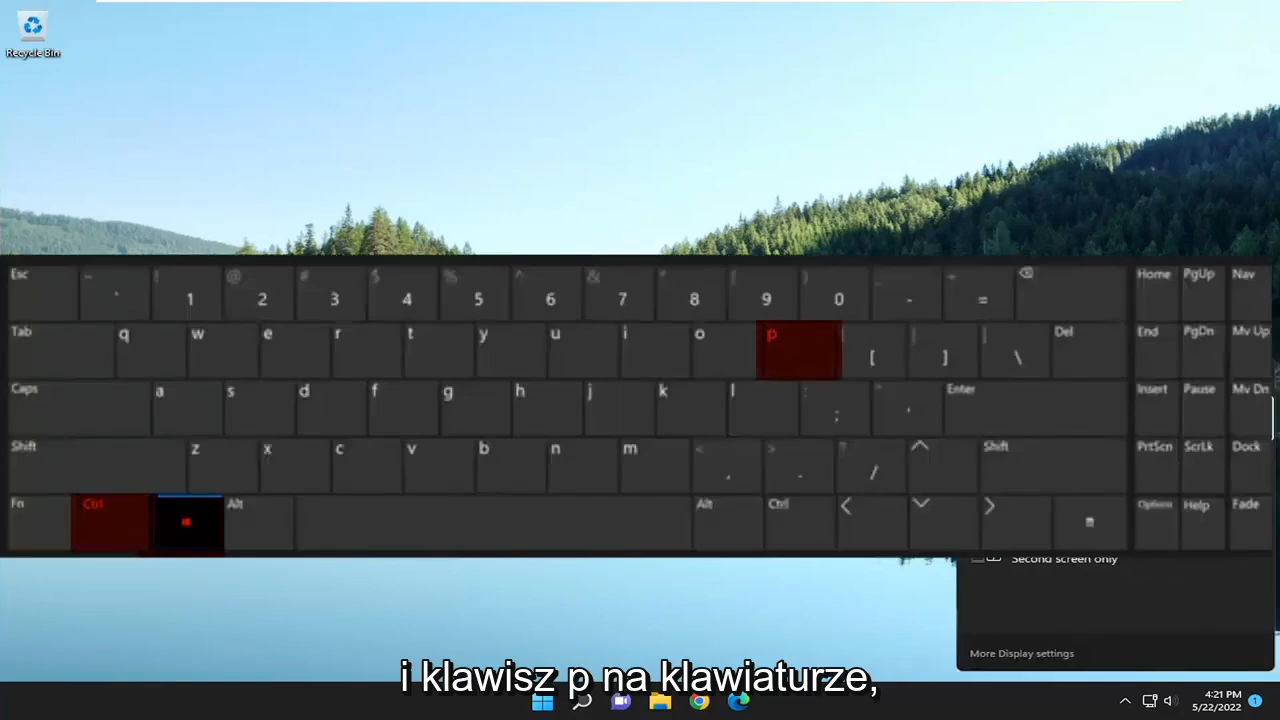 Recycle Bin
Esc ~ ` ! 1 @ 2 # 3 $ 4 % 5 ^ 6 & 7 * 8 ( 9 ) 0 _ - + = Home PgUp Nav
Tab q w e r t y u i o p [ ] | \ Del End PgDn Mv Up
Caps a s d f g h j k l : ; " ' Enter Insert Pause Mv Dn
Shift z x c v b n m < , > . ? / Shift PrtScn ScrLk Dock
Fn Ctrl Alt Alt Ctrl Options Help Fade
Second screen only
More Display settings
i klawisz p na klawiaturze,
4:21 PM
5/22/2022
1